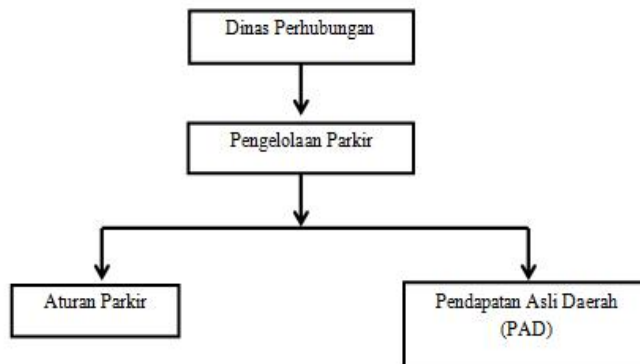 Dinas Perhubungan
Pengelolaan Parkir
Aturan Parkir
Pendapatan Asli Daerah
(PAD)